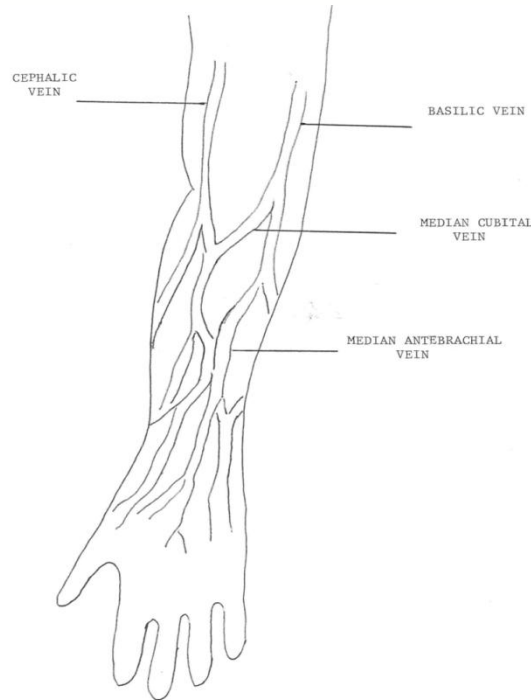 CEPHALIC
VEIN
BASILIC VEIN
MEDIAN CUBITAL
VEIN
MEDIAN ANTEBRACHIAL
VEIN